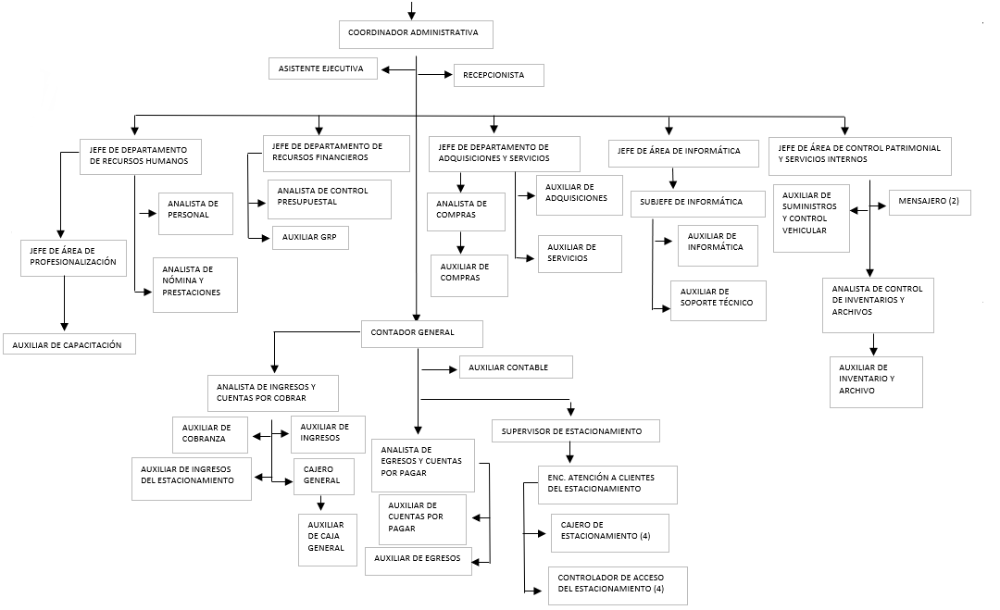 COORDINADOR ADMINISTRATIVA
ASISTENTE EJECUTIVA
RECEPCIONISTA
JEFE DE DEPARTAMENTO
DE RECURSOS HUMANOS
JEFE DE DEPARTAMENTO DE
RECURSOS FINANCIEROS
JEFE DE DEPARTAMENTO DE
ADQUISICIONES Y SERVICIOS
JEFE DE ÁREA DE INFORMÁTICA
JEFE DE ÁREA DE CONTROL PATRIMONIAL
Y SERVICIOS INTERNOS
ANALISTA DE
PERSONAL
ANALISTA DE CONTROL
PRESUPUESTAL
ANALISTA DE
COMPRAS
AUXILIAR DE
ADQUISICIONES
SUBJEFE DE INFORMÁTICA
AUXILIAR DE
SUMINISTROS
Y CONTROL
VEHICULAR
MENSAJERO (2)
JEFE DE ÁREA DE
PROFESIONALIZACIÓN
ANALISTA DE
NÓMINA Y
PRESTACIONES
AUXILIAR GRP
AUXILIAR DE
COMPRAS
AUXILIAR DE
SERVICIOS
AUXILIAR DE
INFORMÁTICA
AUXILIAR DE
SOPORTE TÉCNICO
ANALISTA DE CONTROL
DE INVENTARIOS Y
ARCHIVOS
AUXILIAR DE CAPACITACIÓN
CONTADOR GENERAL
AUXILIAR DE
INVENTARIO Y
ARCHIVO
AUXILIAR CONTABLE
ANALISTA DE INGRESOS Y
CUENTAS POR COBRAR
AUXILIAR DE
COBRANZA
AUXILIAR DE
INGRESOS
SUPERVISOR DE ESTACIONAMIENTO
AUXILIAR DE INGRESOS
DEL ESTACIONAMIENTO
CAJERO
GENERAL
ANALISTA DE
EGRESOS Y CUENTAS
POR PAGAR
ENC. ATENCIÓN A CLIENTES
DEL ESTACIONAMIENTO
AUXILIAR
DE CAJA
GENERAL
AUXILIAR DE
CUENTAS POR
PAGAR
CAJERO DE
ESTACIONAMIENTO (4)
AUXILIAR DE EGRESOS
CONTROLADOR DE ACCESO
DEL ESTACIONAMIENTO (4)